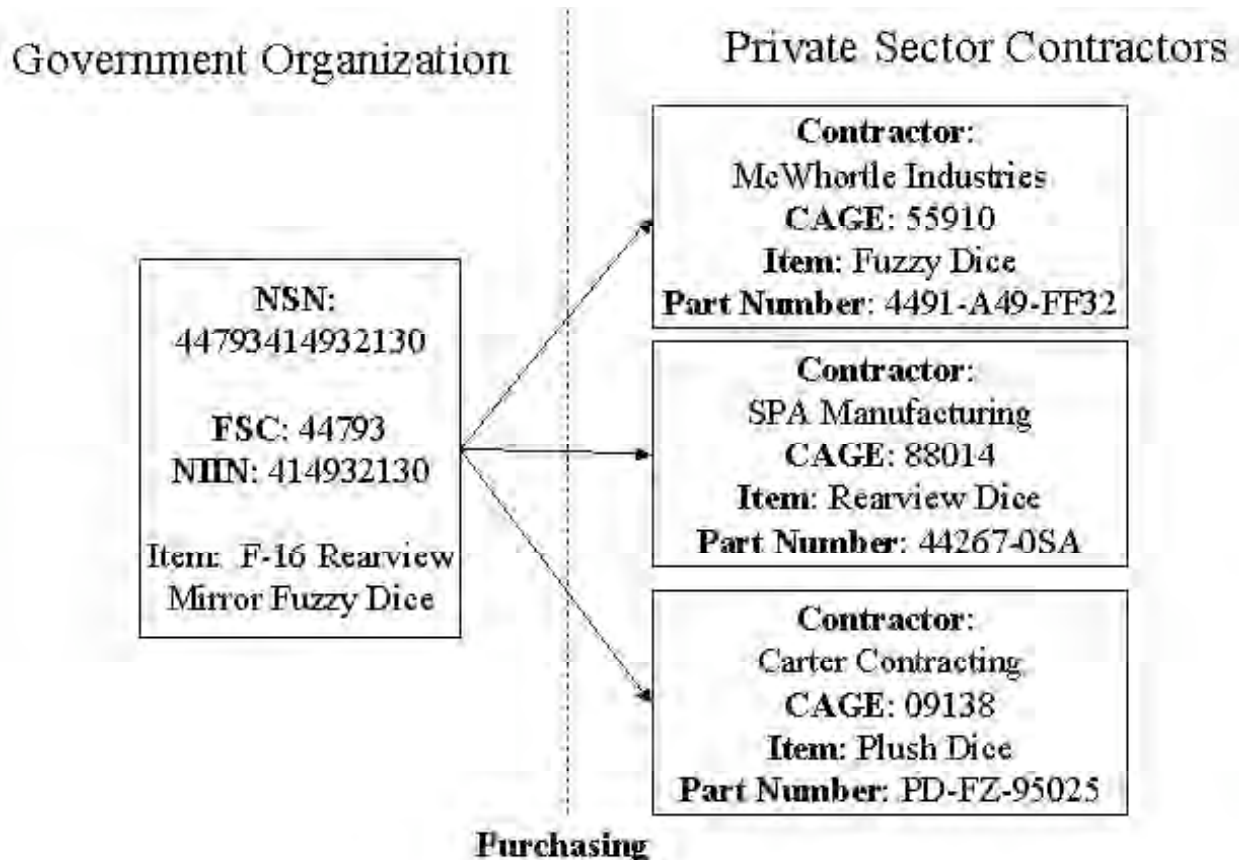 Government Organization
Private Sector Contractors
NSN:
44793414932130
FSC: 44793
NIIN: 414932130
Item: F-16 Rearview
Mirror Fuzzy Dice
Contractor:
McWhortle Industries
CAGE: 55910
Item: Fuzzy Dice
Part Number: 4491-A49-FF32
Contractor:
SPA Manufacturing
CAGE: 88014
Item: Rearview Dice
Part Number: 44267-0SA
Contractor:
Carter Contracting
CAGE: 09138
Item: Plush Dice
Part Number: PD-FZ-95025
Purchasing